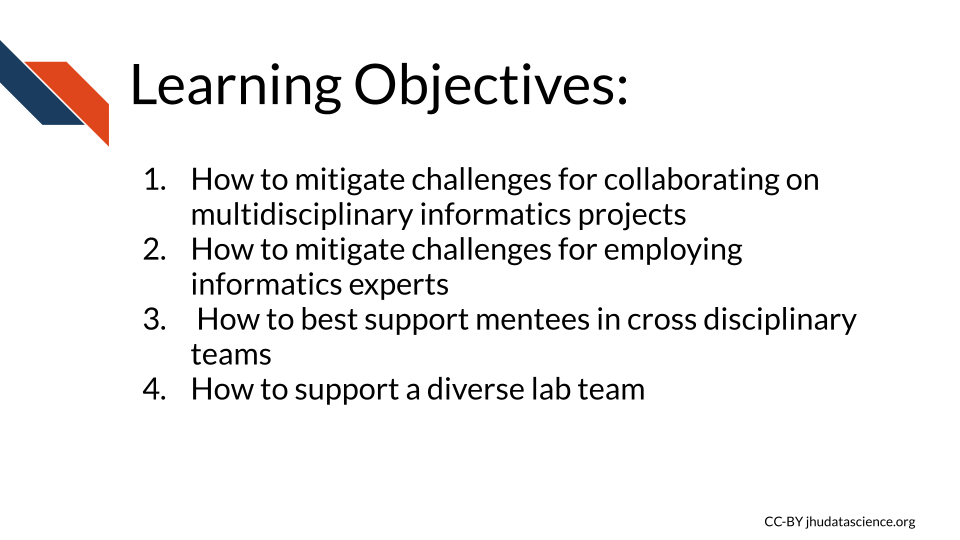 Learning Objectives:
1. How to mitigate challenges for collaborating on
multidisciplinary informatics projects
2. How to mitigate challenges for employing
informatics experts
3. How to best support mentees in cross disciplinary
teams
4. How to support a diverse lab team
CC-BY jhudatascience.org